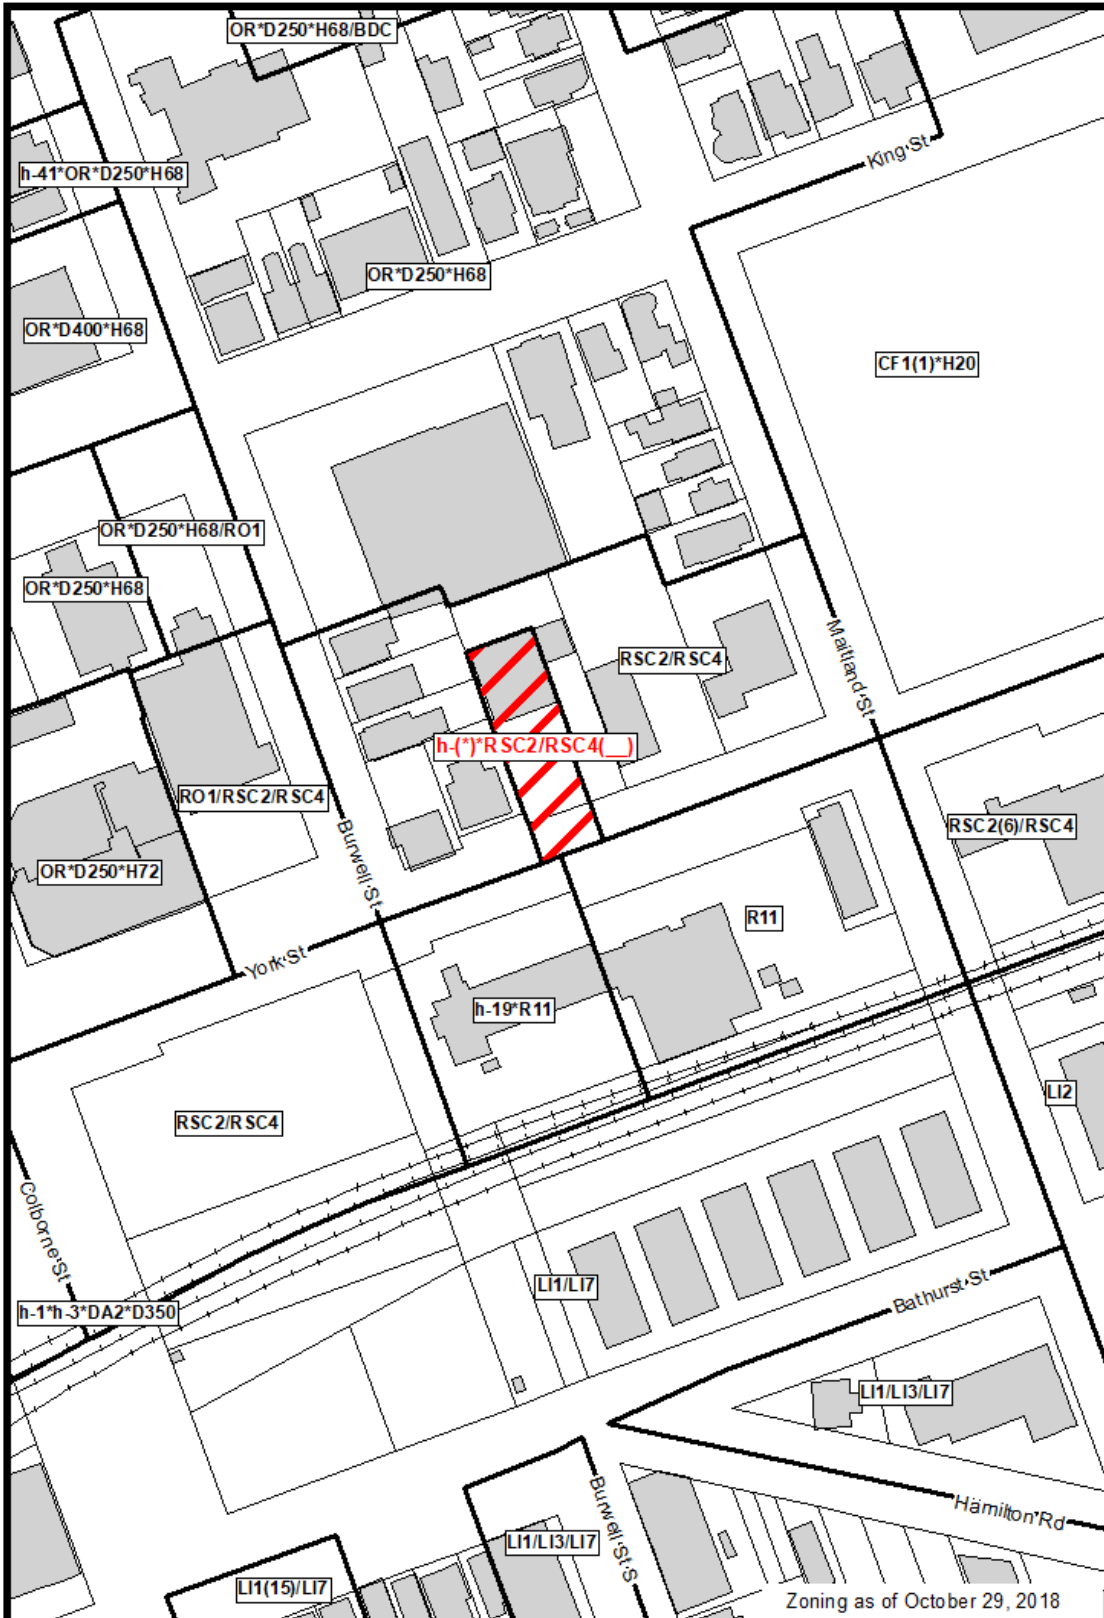 OR*D250*H68/BDC
King St
h-41*OR*D250*H68
OR*D250*H68
OR*D400*H68
CF1(1)*H20
OR*D250*H68/RO1
OR*D250*H68
Maitland St
RSC2/RSC4
h-(*)*RSC2/RSC4(__)
RO1/RSC2/RSC4
RSC2(6)/RSC4
Burwell St
OR*D250*H72
R11
York St
h-19*R11
LI2
RSC2/RSC4
Colborne St
LI1/LI7
Bathurst St
h-1*h-3*DA2*D350
LI1/LI3/LI7
Hamilton Rd
Burwell St S
LI1/LI3/LI7
LI1(15)/LI7
Zoning as of October 29, 2018